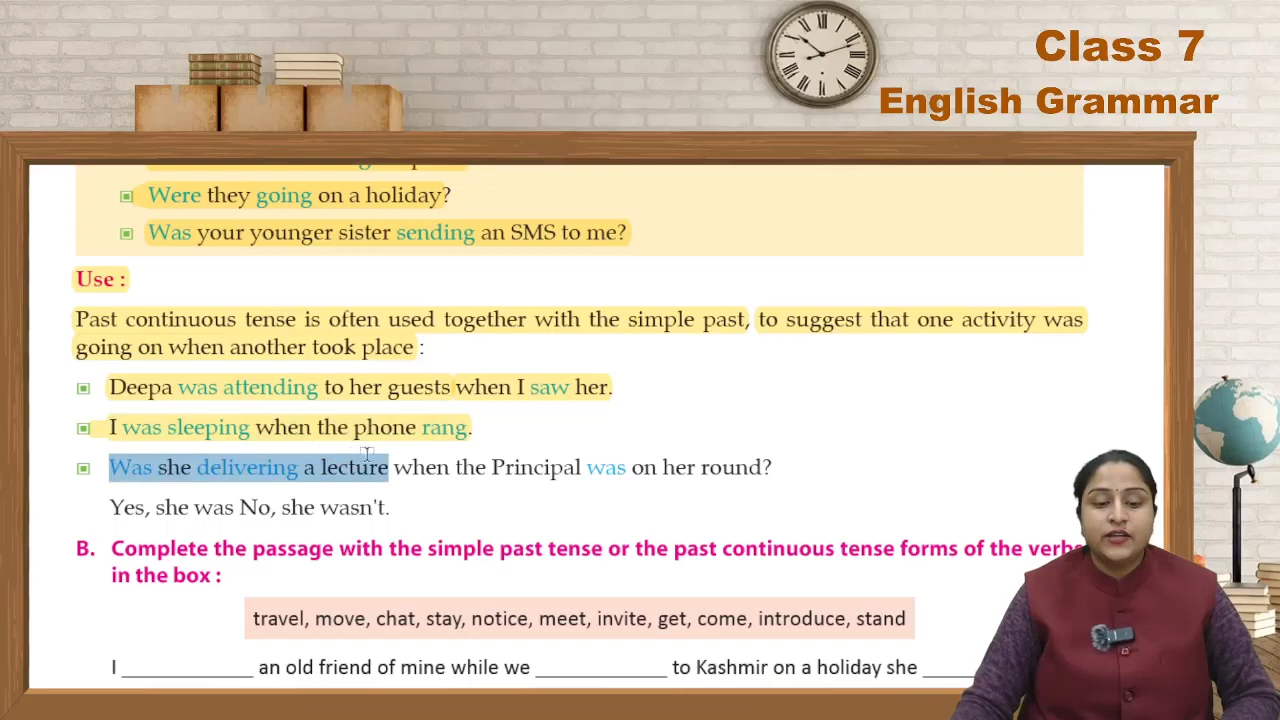 Class 7
English Grammar
Were they going on a holiday?
Was your younger sister sending an SMS to me?
Use :
Past continuous tense is often used together with the simple past, to suggest that one activity was
going on when another took place :
Deepa was attending to her guests when I saw her.
I was sleeping when the phone rang.
Was she delivering a lecture when the Principal was on her round?
Yes, she was No, she wasn't.
B. Complete the passage with the simple past tense or the past continuous tense forms of the verbs
in the box :
travel, move, chat, stay, notice, meet, invite, get, come, introduce, stand
I ____________ an old friend of mine while we ____________ to Kashmir on a holiday she ____